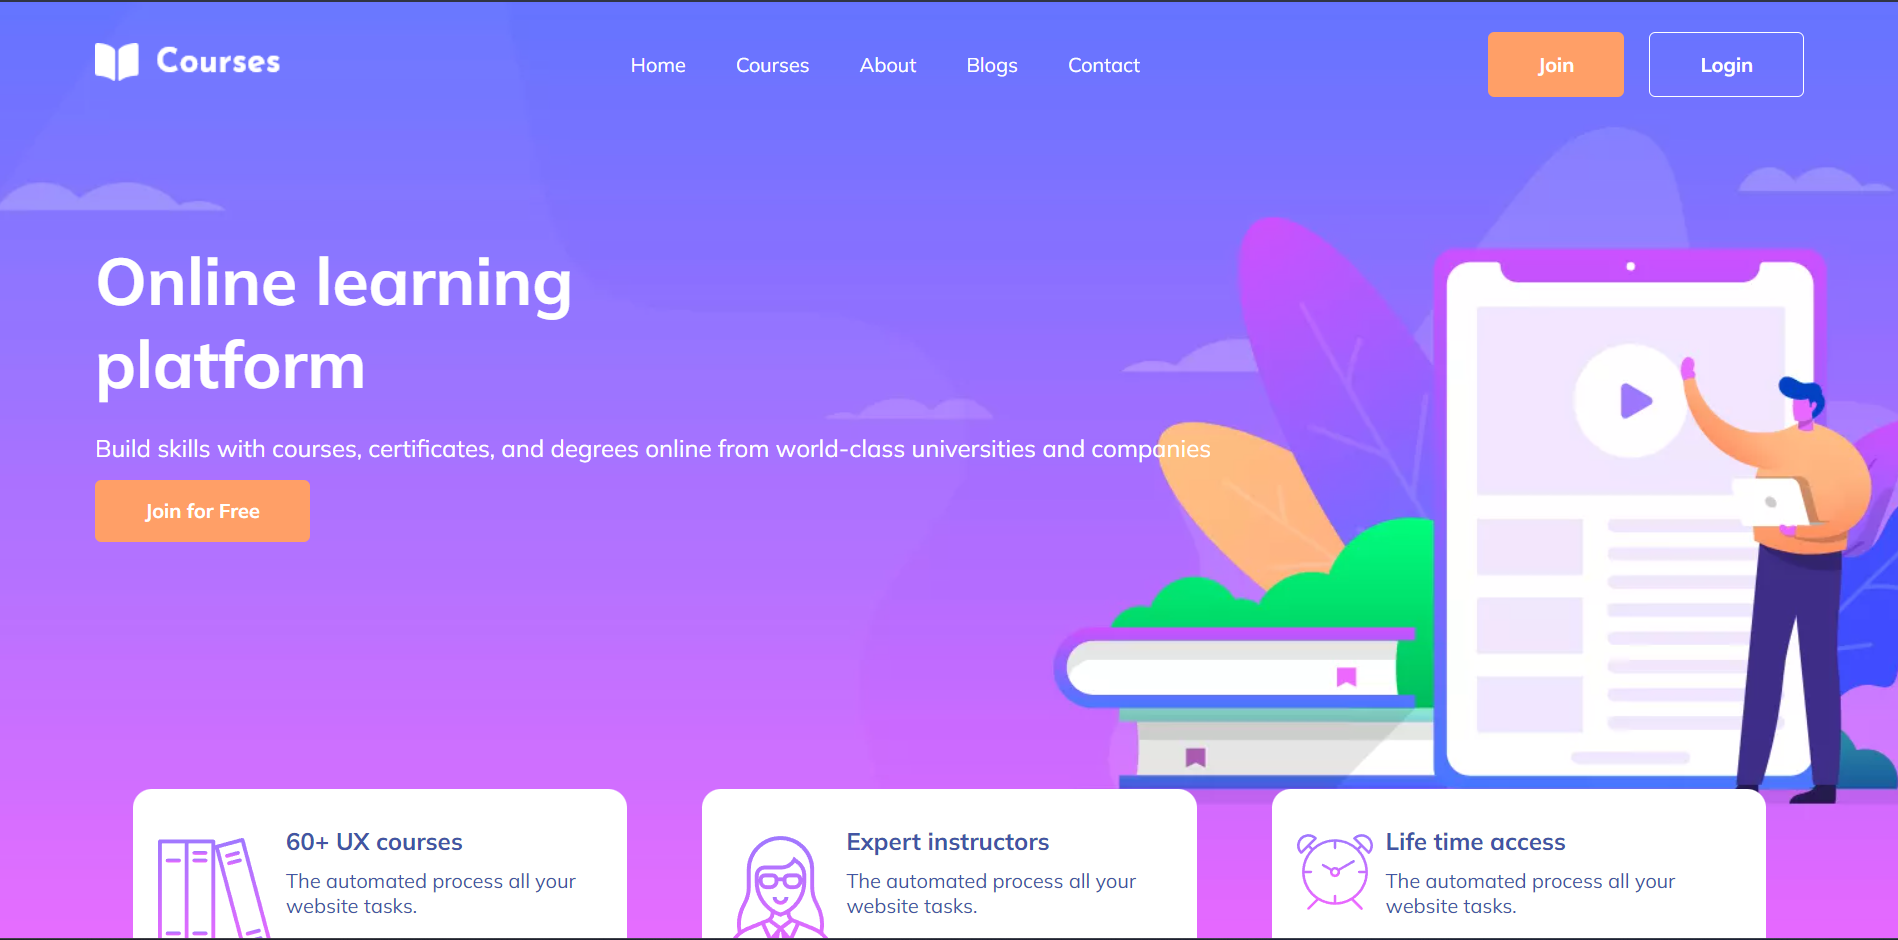 Courses
Home
Courses
About
Blogs
Contact
Join
Login
Online learning
platform
Build skills with courses, certificates, and degrees online from world-class universities and companies
Join for Free
60+ UX courses
The automated process all your
website tasks.
Expert instructors
The automated process all your
website tasks.
Life time access
The automated process all your
website tasks.